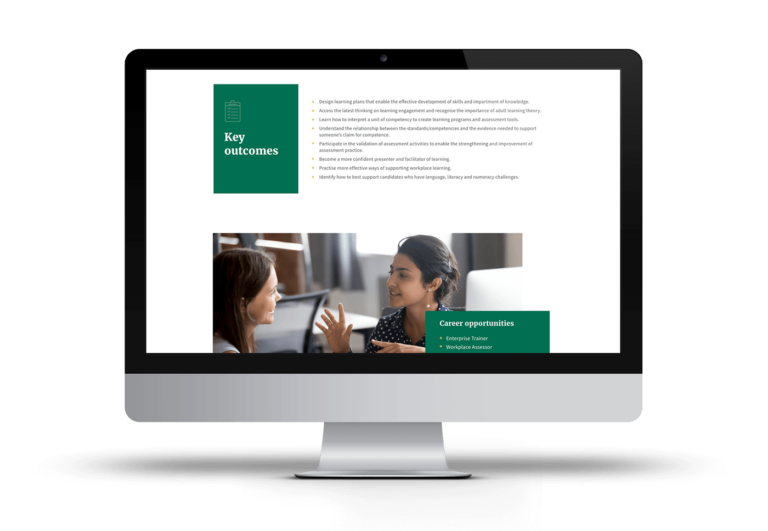 Key
outcomes
Design learning plans that enable the effective development of skills and impartment of knowledge.
Access the latest thinking on learning engagement and recognise the importance of adult learning theory.
Learn how to interpret a unit of competency to create learning programs and assessment tools.
Understand the relationship between the standards/competencies and the evidence needed to support
someone's claim for competence.
Participate in the validation of assessment activities to enable the strengthening and improvement of
assessment practice.
Become a more confident presenter and facilitator of learning.
Practise more effective ways of supporting workplace learning.
Identify how to best support candidates who have language, literacy and numeracy challenges.
Career opportunities
Enterprise Trainer
Workplace Assessor